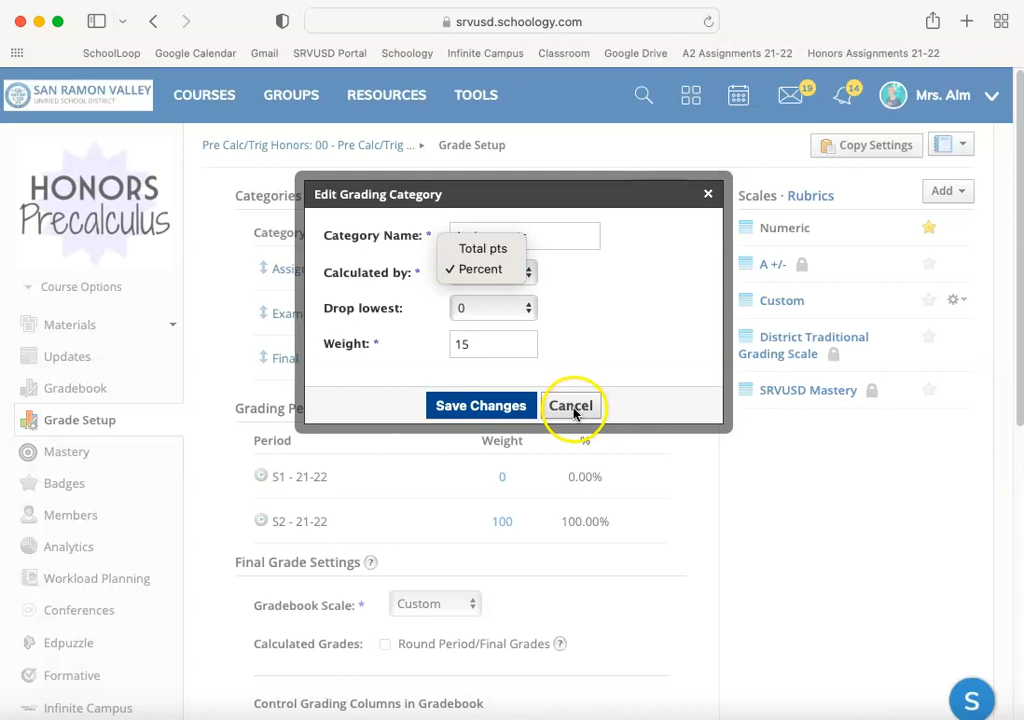 srvusd.schoology.com
SchoolLoop Google Calendar Gmail SRVUSD Portal Schoology Infinite Campus Classroom Google Drive A2 Assignments 21-22 Honors Assignments 21-22
SAN RAMON VALLEY
UNIFIED SCHOOL DISTRICT
COURSES GROUPS RESOURCES TOOLS 19 14 Mrs. Alm
Pre Calc/Trig Honors: 00 - Pre Calc/Trig ... ▸ Grade Setup
Copy Settings
HONORS
Precalculus
Course Options
Materials
Updates
Gradebook
Grade Setup
Mastery
Badges
Members
Analytics
Workload Planning
Conferences
Edpuzzle
Formative
Infinite Campus
Categories
Edit Grading Category ×
Category Name: *
Calculated by: *
Total pts
✓ Percent
Drop lowest: 0
Weight: * 15
Save Changes Cancel
Final
Period Weight %
S1 - 21-22 0 0.00%
S2 - 21-22 100 100.00%
Final Grade Settings ?
Gradebook Scale: * Custom
Calculated Grades: Round Period/Final Grades ?
Control Grading Columns in Gradebook
Scales · Rubrics Add
Numeric
A +/-
Custom
District Traditional
Grading Scale
SRVUSD Mastery
S